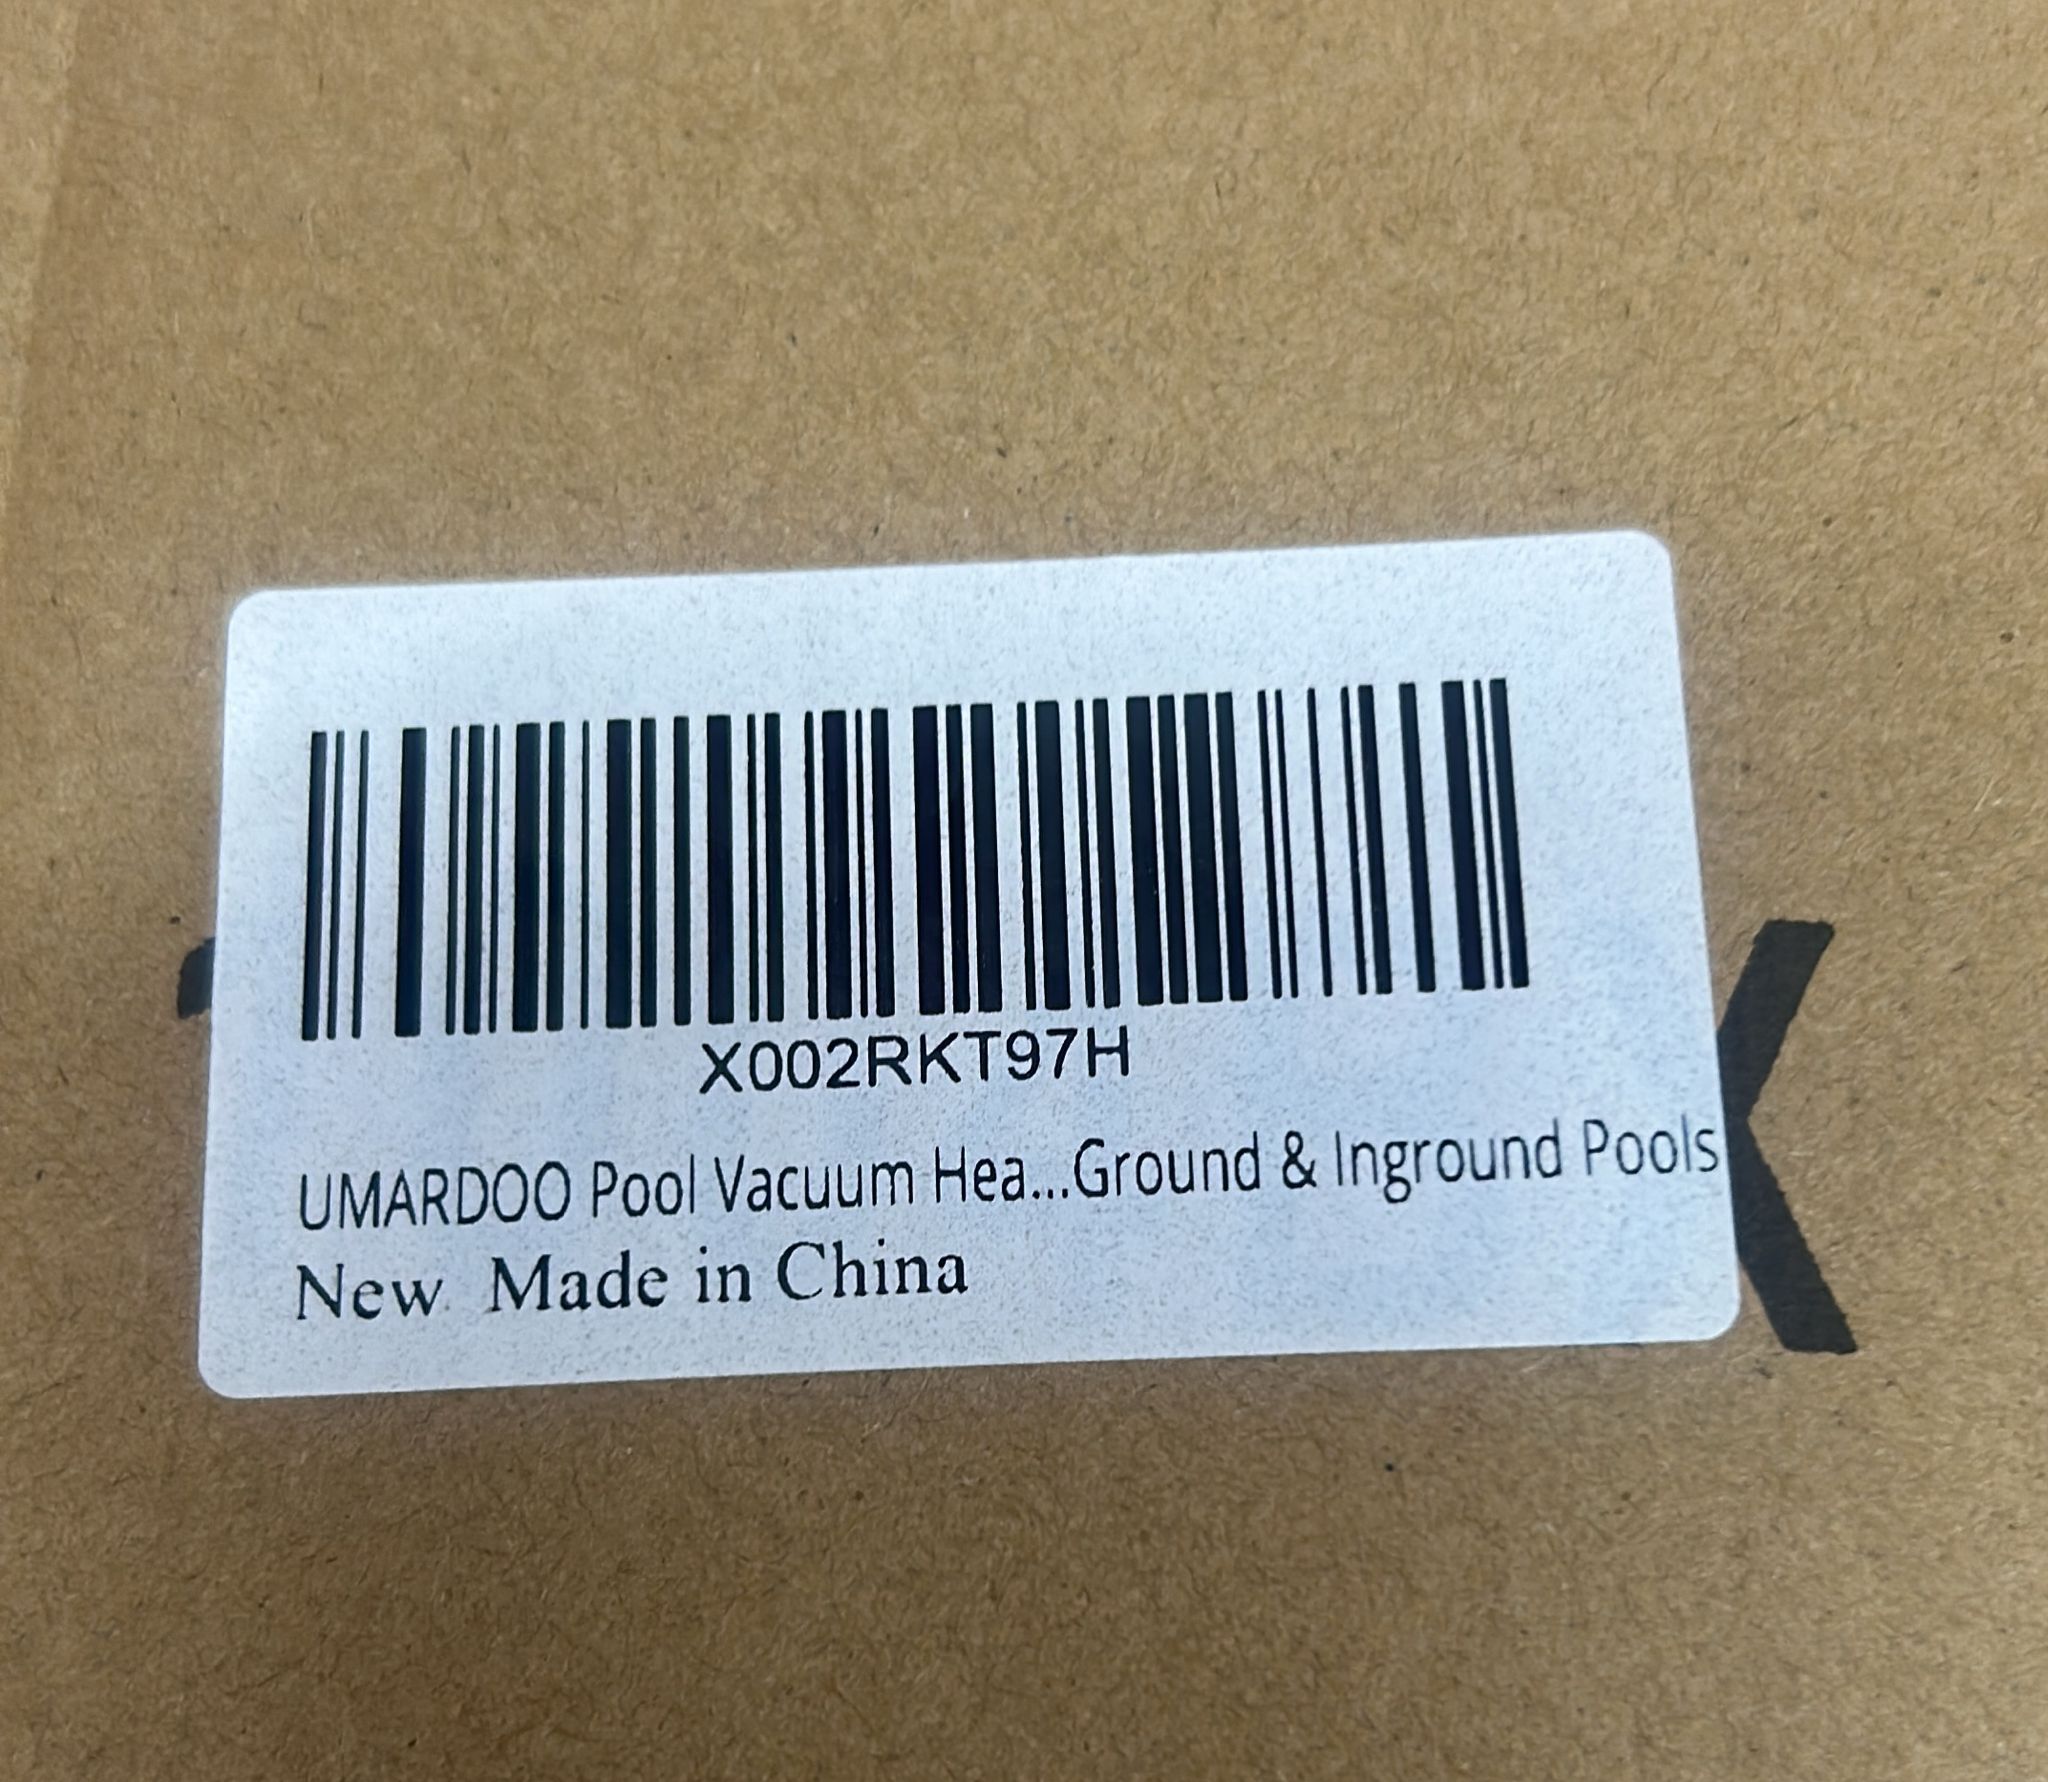 X002RKT97H
UMARDOO Pool Vacuum Hea...Ground & Inground Pools
New Made in China